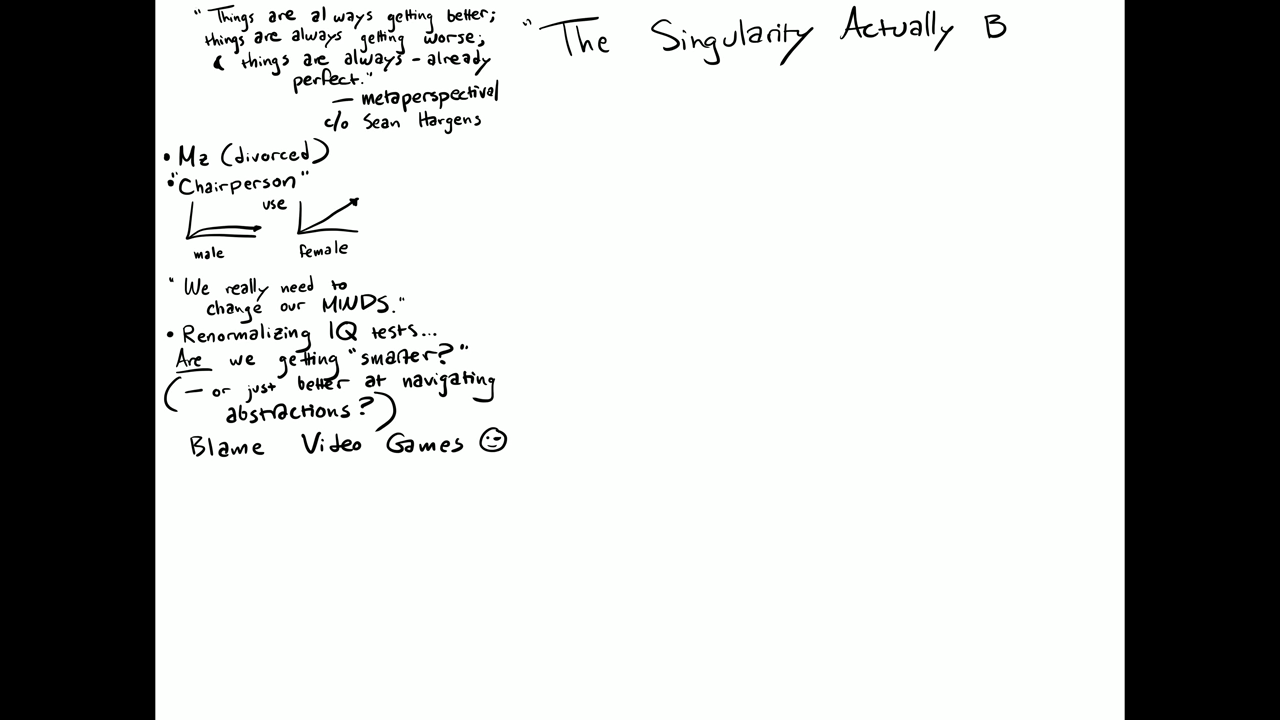 "Things are always getting better;
things are always getting worse;
& things are always-already
perfect."
— metaperspectival
c/o Sean Hargens
• Mz (divorced)
• "Chairperson"
use
male
female
"We really need to
change our MINDS."
• Renormalizing IQ tests...
Are we getting "smarter?"
(— or just better at navigating
abstractions?)
Blame Video Games ☺
"The Singularity Actually B